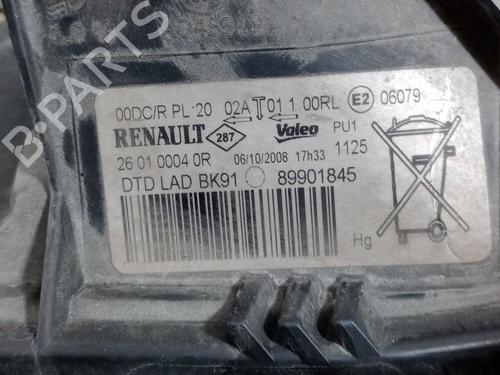 00DC/R PL 20 02A 01 1 00RL E2 06079
RENAULT 287 Valeo PU1
26 01 0004 0R 06/10/2008 17h33 1125
DTD LAD BK91 89901845
Hg
B-PARTS